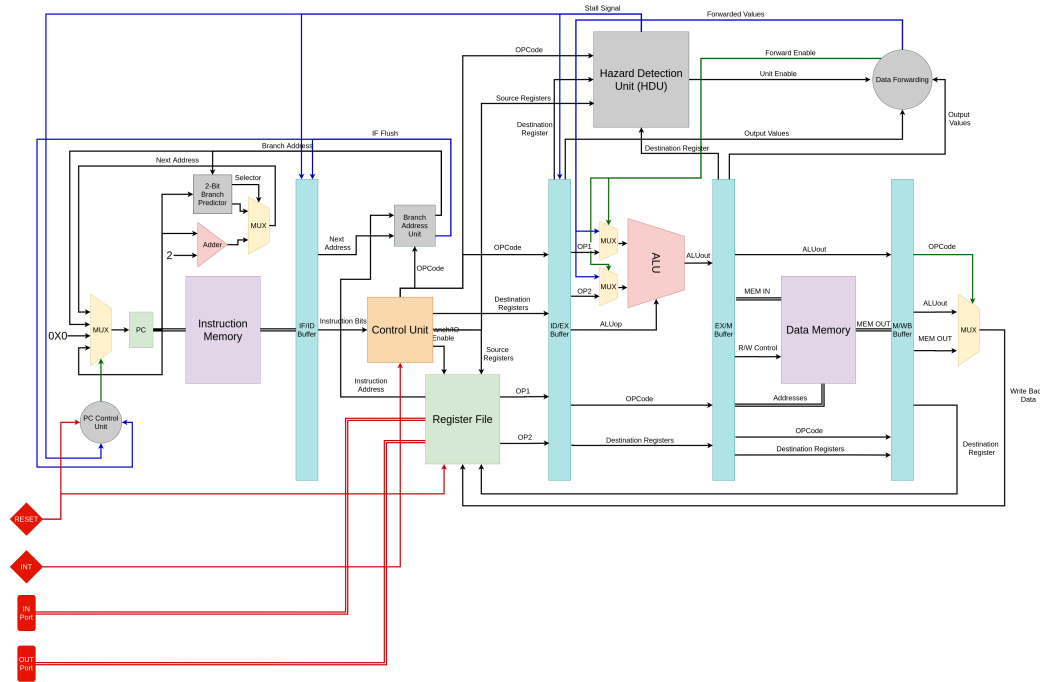 Stall Signal
Forwarded Values
OPCode
Hazard Detection
Unit (HDU)
Forward Enable
Unit Enable
Data Forwarding
Source Registers
Destination
Register
Output Values
Output
Values
IF Flush
Branch Address
Destination Register
Next Address
2-Bit
Branch
Predictor
Selector
MUX
Adder
2
Branch
Address
Unit
Next
Address
OPCode
OPCode
OP1
MUX
ALU
ALUout
ALUout
OPCode
MUX
OP2
MEM IN
Destination
Registers
ALUout
0X0
MUX
PC
Instruction
Memory
IF/ID
Buffer
Instruction Bits
Control Unit
anch/IO
Enable
ID/EX
Buffer
ALUop
EX/M
Buffer
Data Memory
MEM OUT
M/WB
Buffer
MEM OUT
MUX
R/W Control
Source
Registers
Instruction
Address
OP1
OPCode
Addresses
Write Bac
Data
PC Control
Unit
Register File
OP2
Destination Registers
OPCode
Destination Registers
Destination
Register
RESET
INT
IN
Port
OUT
Port